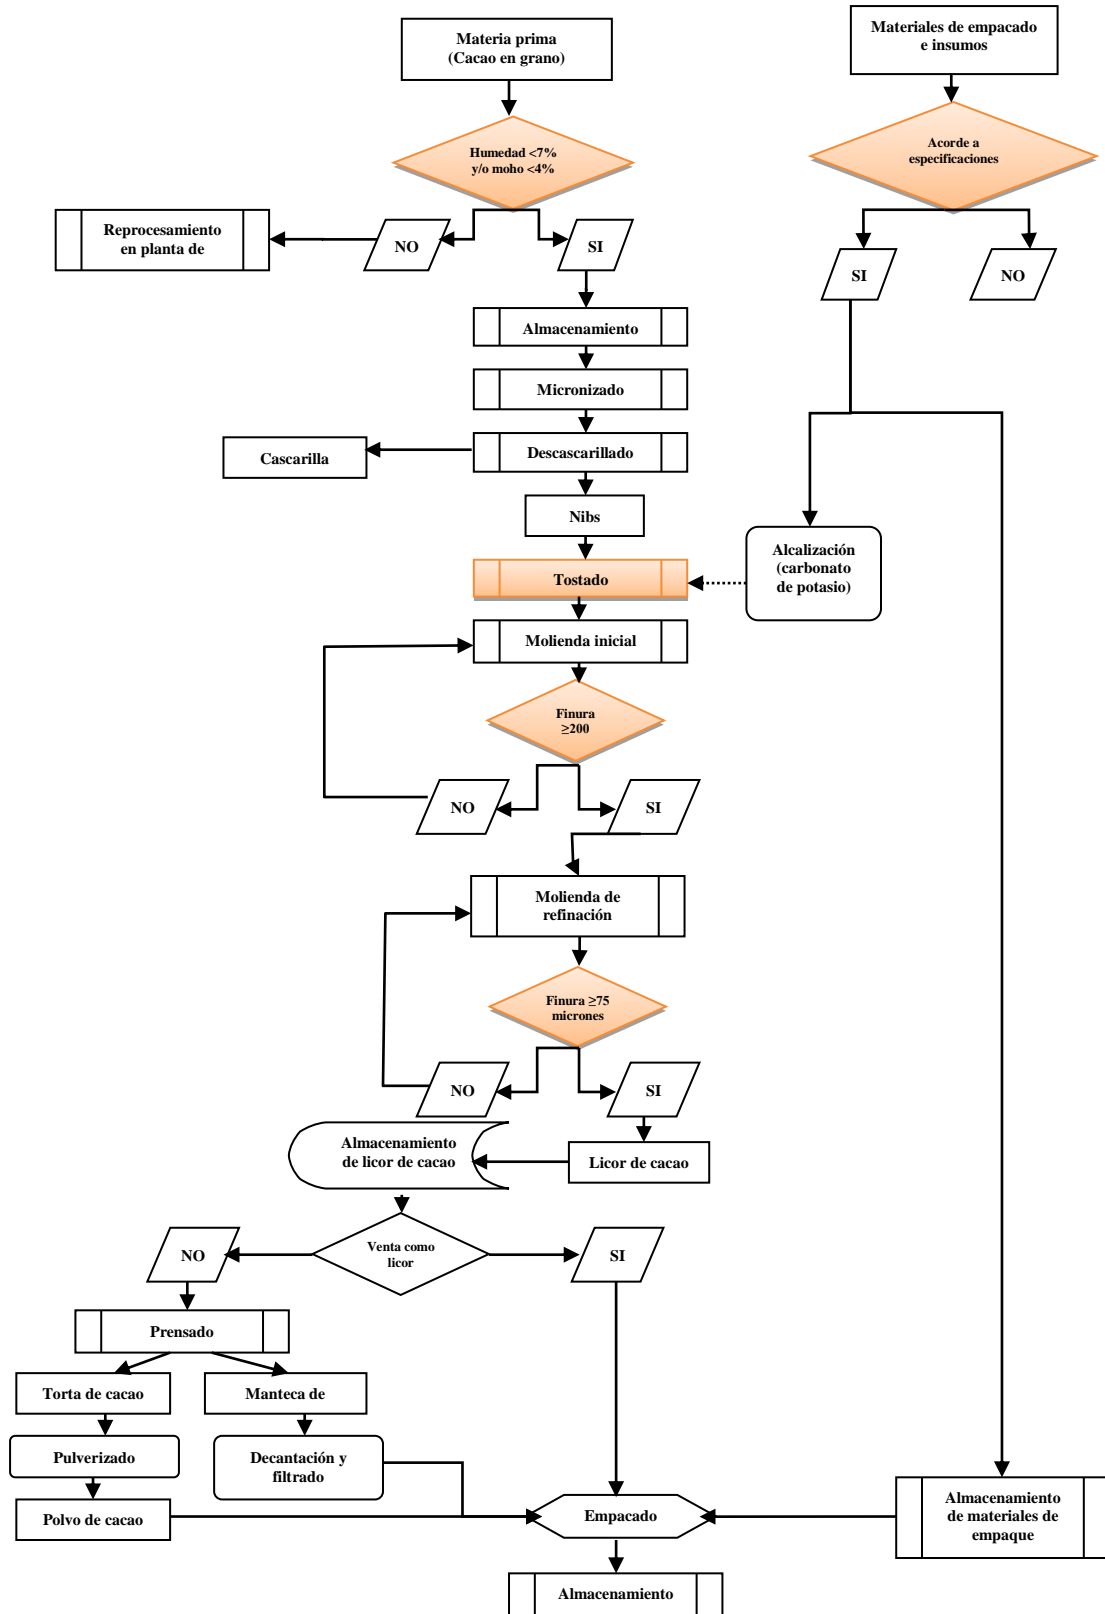 Materia prima
(Cacao en grano)
Materiales de empacado
e insumos
Humedad <7%
y/o moho <4%
Acorde a
especificaciones
Reprocesamiento
en planta de
NO
SI
SI
NO
Almacenamiento
Micronizado
Cascarilla
Descascarillado
Nibs
Alcalización
(carbonato
de potasio)
Tostado
Molienda inicial
Finura
≥200
NO
SI
Molienda de
refinación
Finura ≥75
micrones
NO
SI
Almacenamiento
de licor de cacao
Licor de cacao
NO
Venta como
licor
SI
Prensado
Torta de cacao
Manteca de
Pulverizado
Decantación y
filtrado
Polvo de cacao
Empacado
Almacenamiento
de materiales de
empaque
Almacenamiento